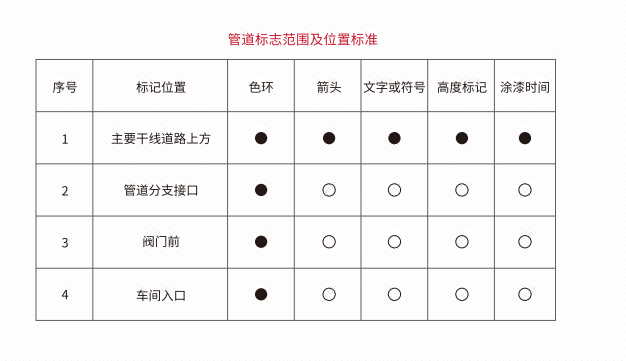 管道标志范围及位置标准
序号 标记位置 色环 箭头 文字或符号 高度标记 涂漆时间
1 主要干线道路上方 ● ● ● ● ●
2 管道分支接口 ● ○ ○ ○ ○
3 阀门前 ● ○ ○ ○ ○
4 车间入口 ● ○ ○ ○ ○